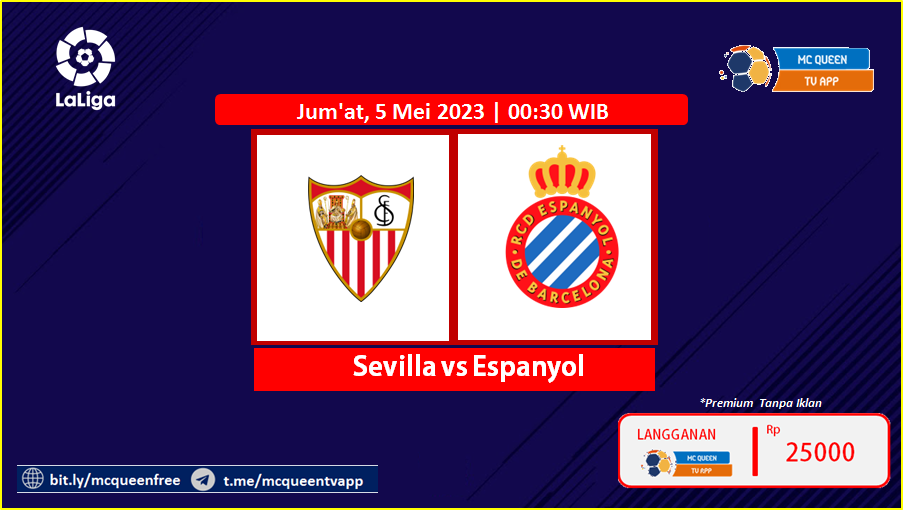 LaLiga
MC QUEEN
TV APP
Jum'at, 5 Mei 2023 | 00:30 WIB
RCD ESPANYOL
DE BARCELONA
Sevilla vs Espanyol
*Premium Tanpa Iklan
LANGGANAN
Rp
25000
MC QUEEN
TV APP
bit.ly/mcqueenfree
t.me/mcqueentvapp